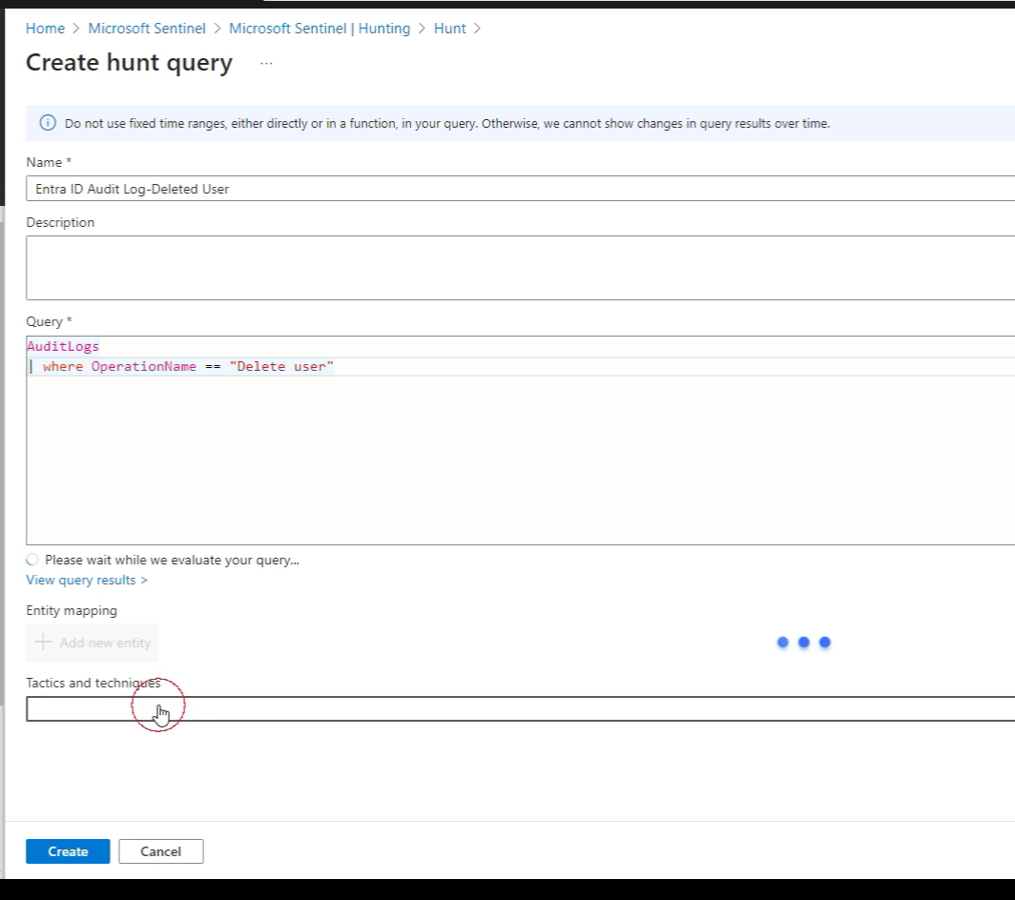 Home > Microsoft Sentinel > Microsoft Sentinel | Hunting > Hunt >
Create hunt query ...
Do not use fixed time ranges, either directly or in a function, in your query. Otherwise, we cannot show changes in query results over time.
Name *
Entra ID Audit Log-Deleted User
Description
Query *
AuditLogs
| where OperationName == "Delete user"
Please wait while we evaluate your query...
View query results >
Entity mapping
+ Add new entity
Tactics and techniques
Create Cancel